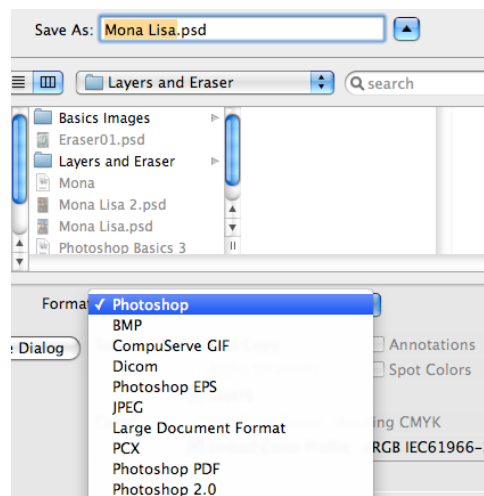 Save As: Mona Lisa.psd
Layers and Eraser search
Basics Images
Eraser01.psd
Layers and Eraser
Mona
Mona Lisa 2.psd
Mona Lisa.psd
Photoshop Basics 3
Format ✓ Photoshop
BMP
e Dialog CompuServe GIF Annotations
Dicom Spot Colors
Photoshop EPS
JPEG
Large Document Format ing CMYK
PCX RGB IEC61966-
Photoshop PDF
Photoshop 2.0